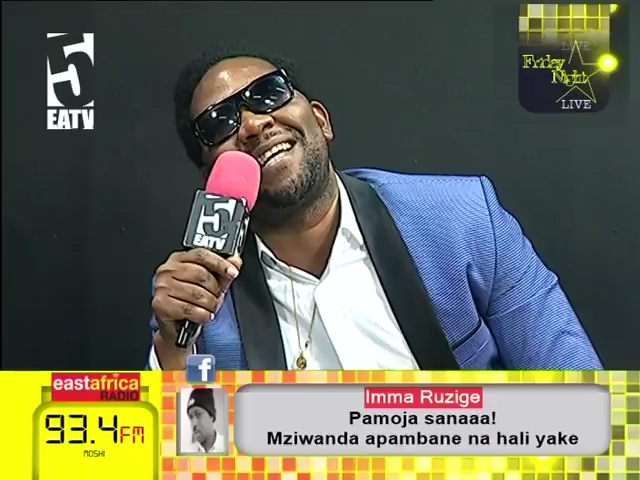 5
EATV
LIVE
Friday
Night
LIVE
5
EATV
eastafrica
RADIO
93.4FM
MOSHI
f
Imma Ruzige
Pamoja sanaaa!
Mziwanda apambane na hali yake